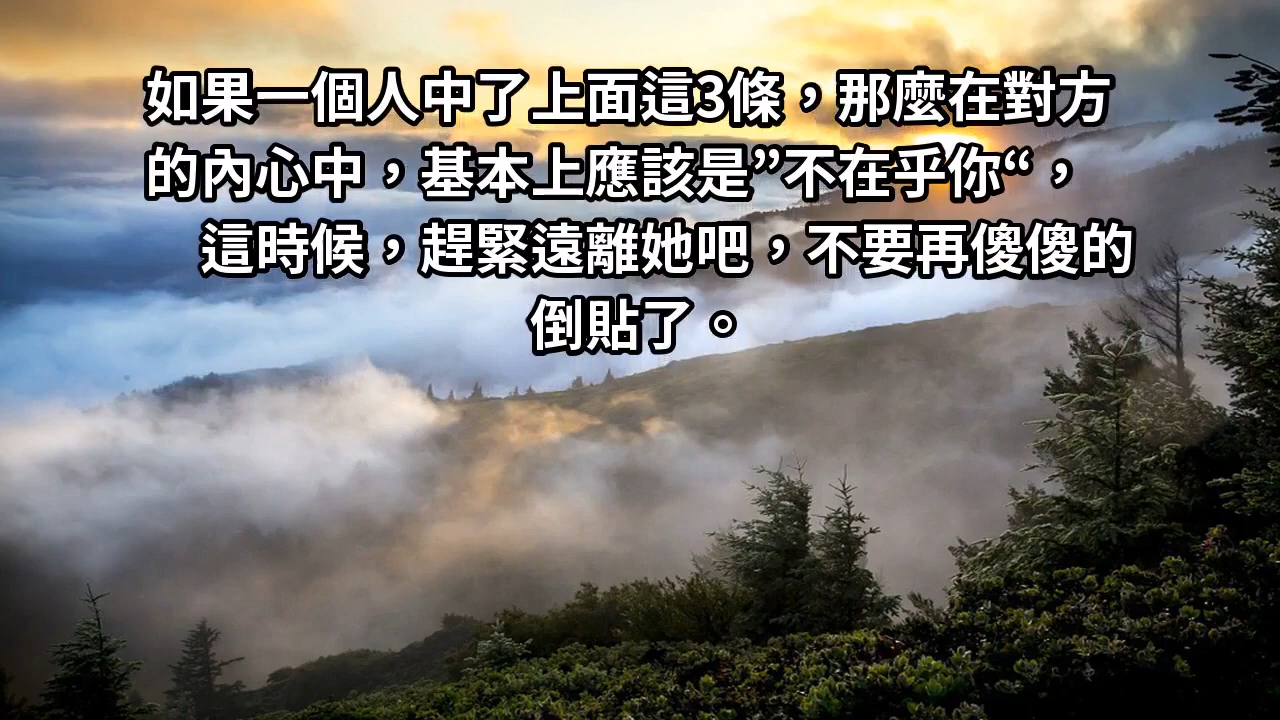 如果一個人中了上面這3條，那麼在對方
的內心中，基本上應該是”不在乎你“，
這時候，趕緊遠離她吧，不要再傻傻的
倒貼了。